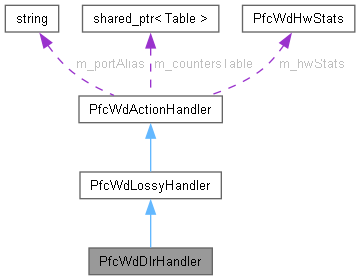 string shared_ptr< Table > PfcWdHwStats
m_portAlias m_countersTable m_hwStats
PfcWdActionHandler
PfcWdLossyHandler
PfcWdDlrHandler